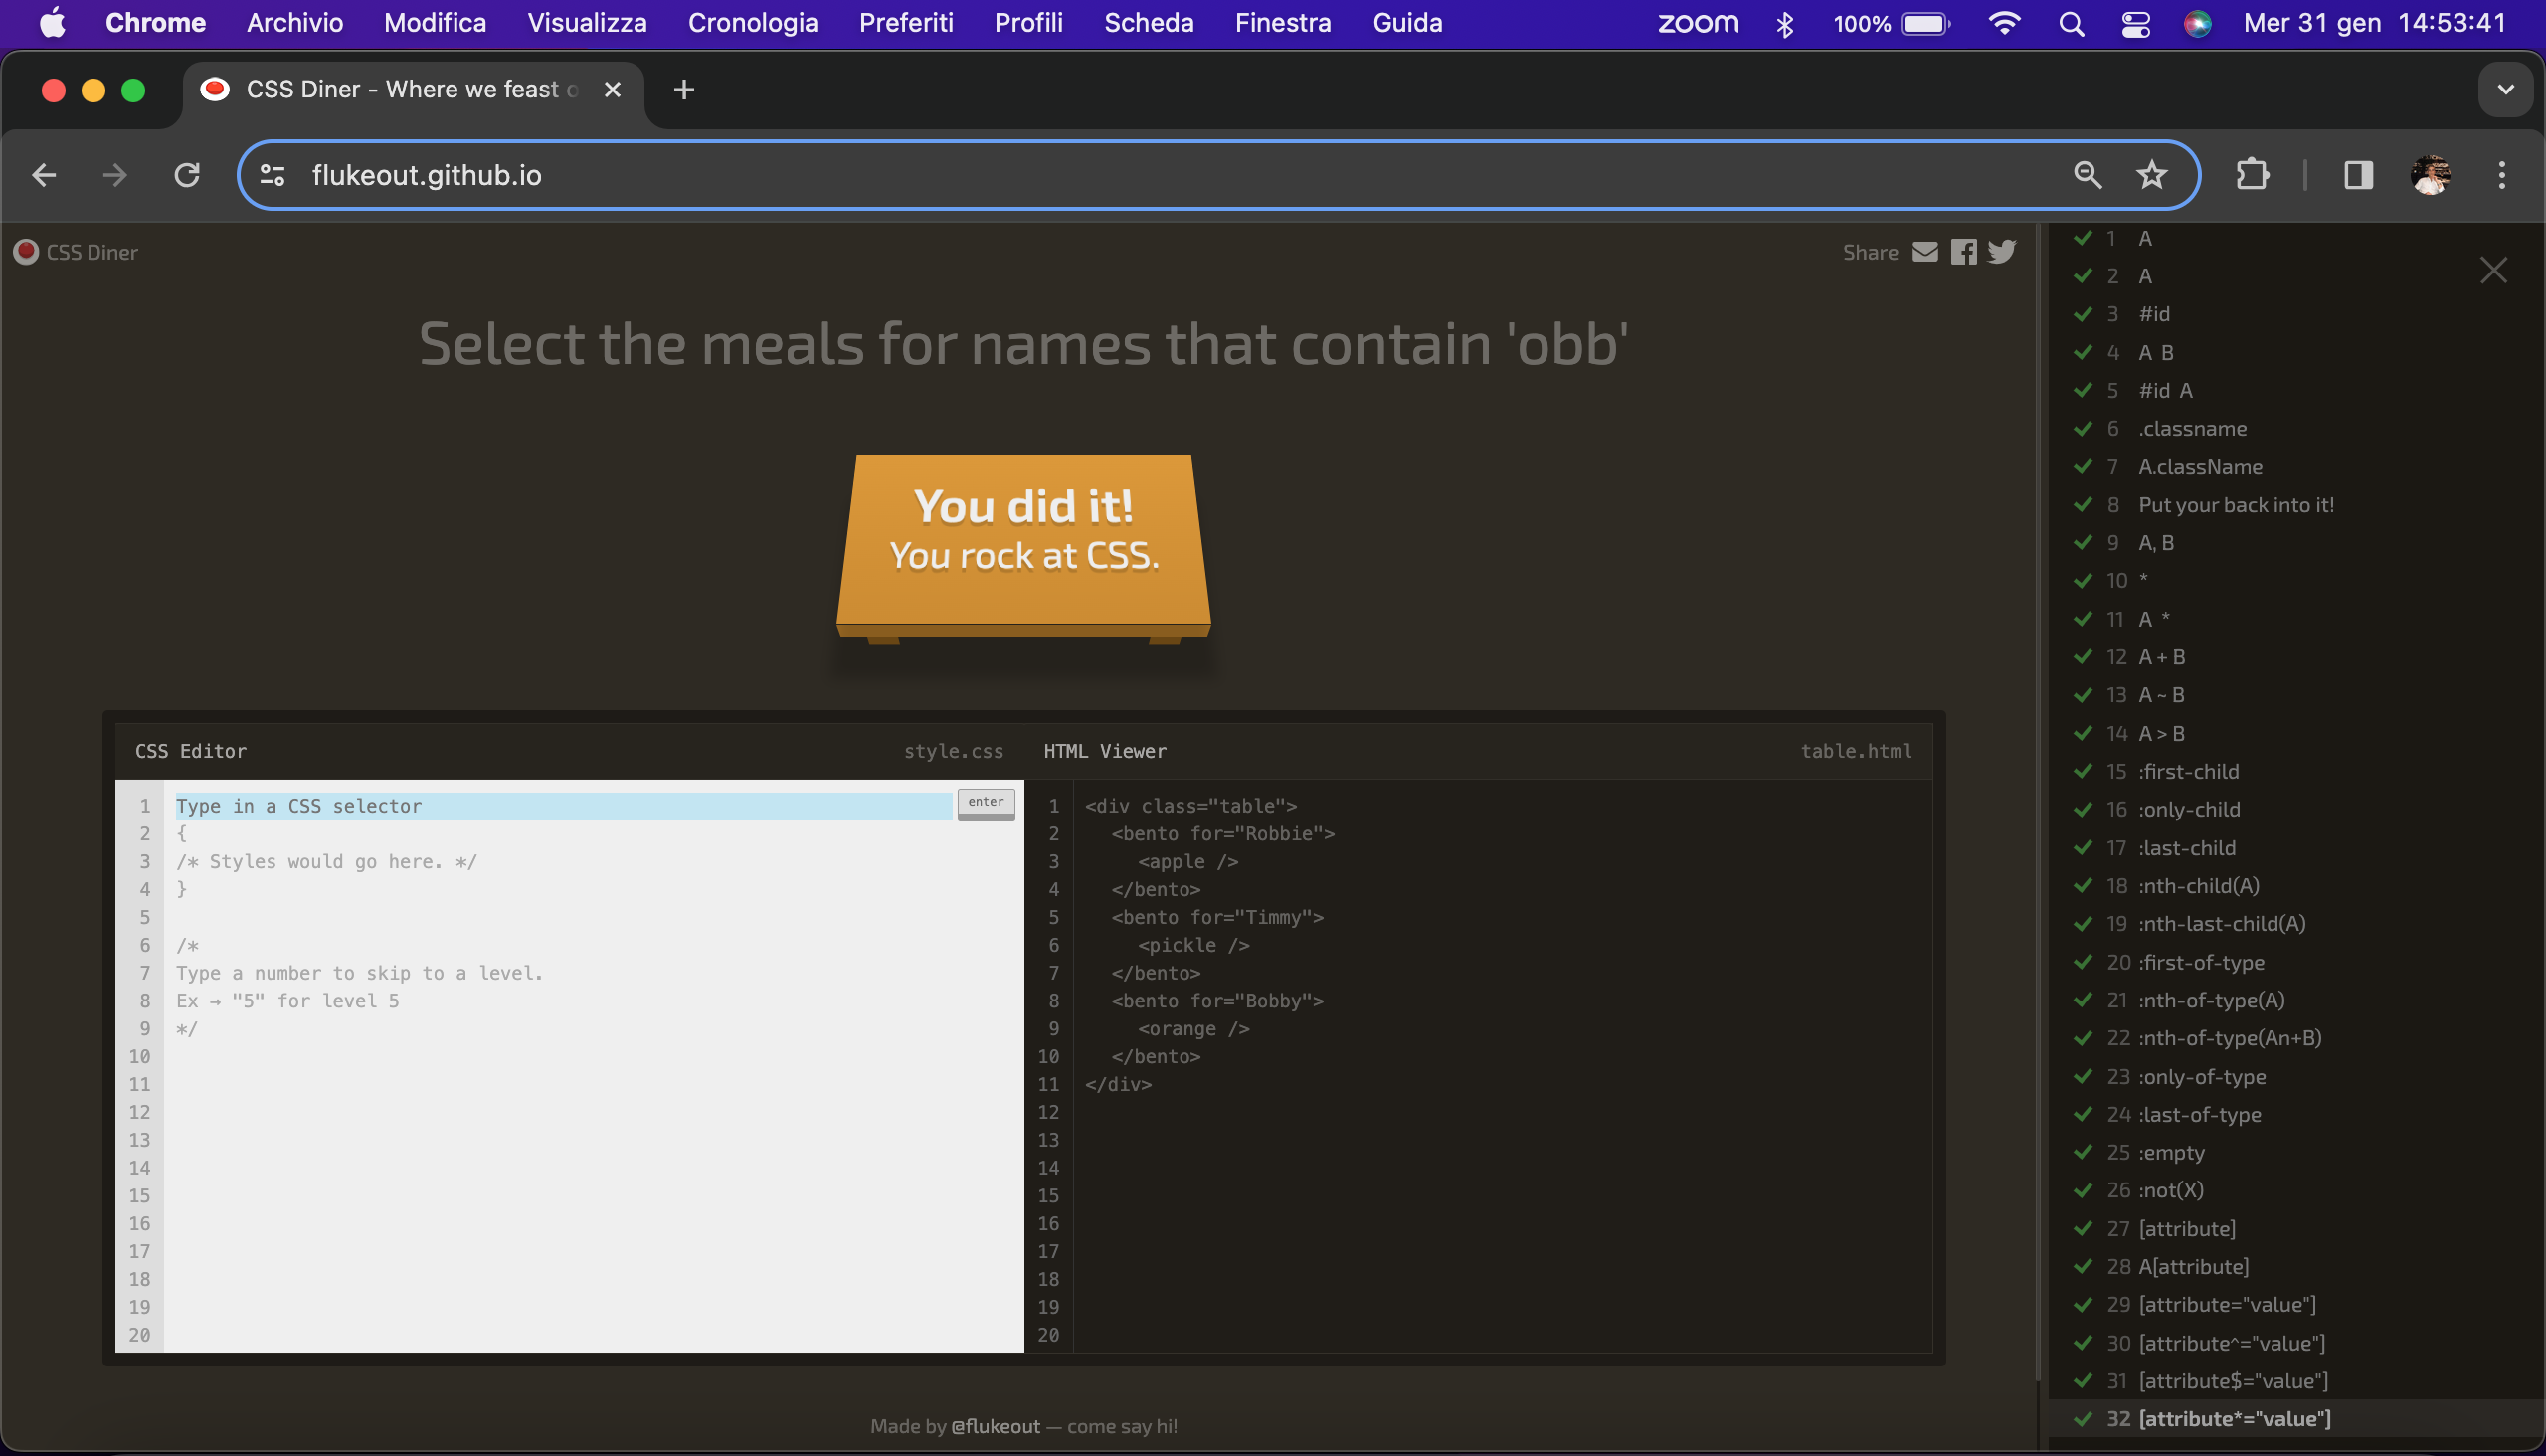 Chrome Archivio Modifica Visualizza Cronologia Preferiti Profili Scheda Finestra Guida zoom 100% Mer 31 gen 14:53:41
CSS Diner - Where we feast o
flukeout.github.io
CSS Diner
Share
Select the meals for names that contain 'obb'
You did it!
You rock at CSS.
CSS Editor style.css
1 Type in a CSS selector enter
2 {
3 /* Styles would go here. */
4 }
5
6 /*
7 Type a number to skip to a level.
8 Ex → "5" for level 5
9 */
10
11
12
13
14
15
16
17
18
19
20
HTML Viewer table.html
1 <div class="table">
2 <bento for="Robbie">
3 <apple />
4 </bento>
5 <bento for="Timmy">
6 <pickle />
7 </bento>
8 <bento for="Bobby">
9 <orange />
10 </bento>
11 </div>
12
13
14
15
16
17
18
19
20
Made by @flukeout — come say hi!
1 A
2 A
3 #id
4 A B
5 #id A
6 .classname
7 A.className
8 Put your back into it!
9 A, B
10 *
11 A *
12 A + B
13 A ~ B
14 A > B
15 :first-child
16 :only-child
17 :last-child
18 :nth-child(A)
19 :nth-last-child(A)
20 :first-of-type
21 :nth-of-type(A)
22 :nth-of-type(An+B)
23 :only-of-type
24 :last-of-type
25 :empty
26 :not(X)
27 [attribute]
28 A[attribute]
29 [attribute="value"]
30 [attribute^="value"]
31 [attribute$="value"]
32 [attribute*="value"]